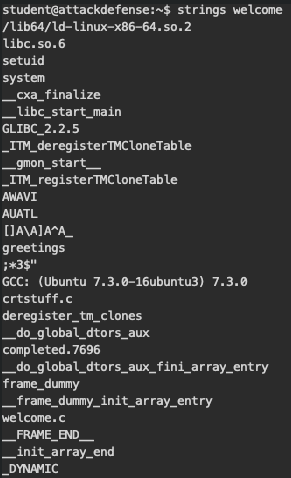 student@attackdefense:~$ strings welcome
/lib64/ld-linux-x86-64.so.2
libc.so.6
setuid
system
__cxa_finalize
__libc_start_main
GLIBC_2.2.5
_ITM_deregisterTMCloneTable
__gmon_start__
_ITM_registerTMCloneTable
AWAVI
AUATL
[]A\A]A^A_
greetings
;*3$"
GCC: (Ubuntu 7.3.0-16ubuntu3) 7.3.0
crtstuff.c
deregister_tm_clones
__do_global_dtors_aux
completed.7696
__do_global_dtors_aux_fini_array_entry
frame_dummy
__frame_dummy_init_array_entry
welcome.c
__FRAME_END__
__init_array_end
_DYNAMIC